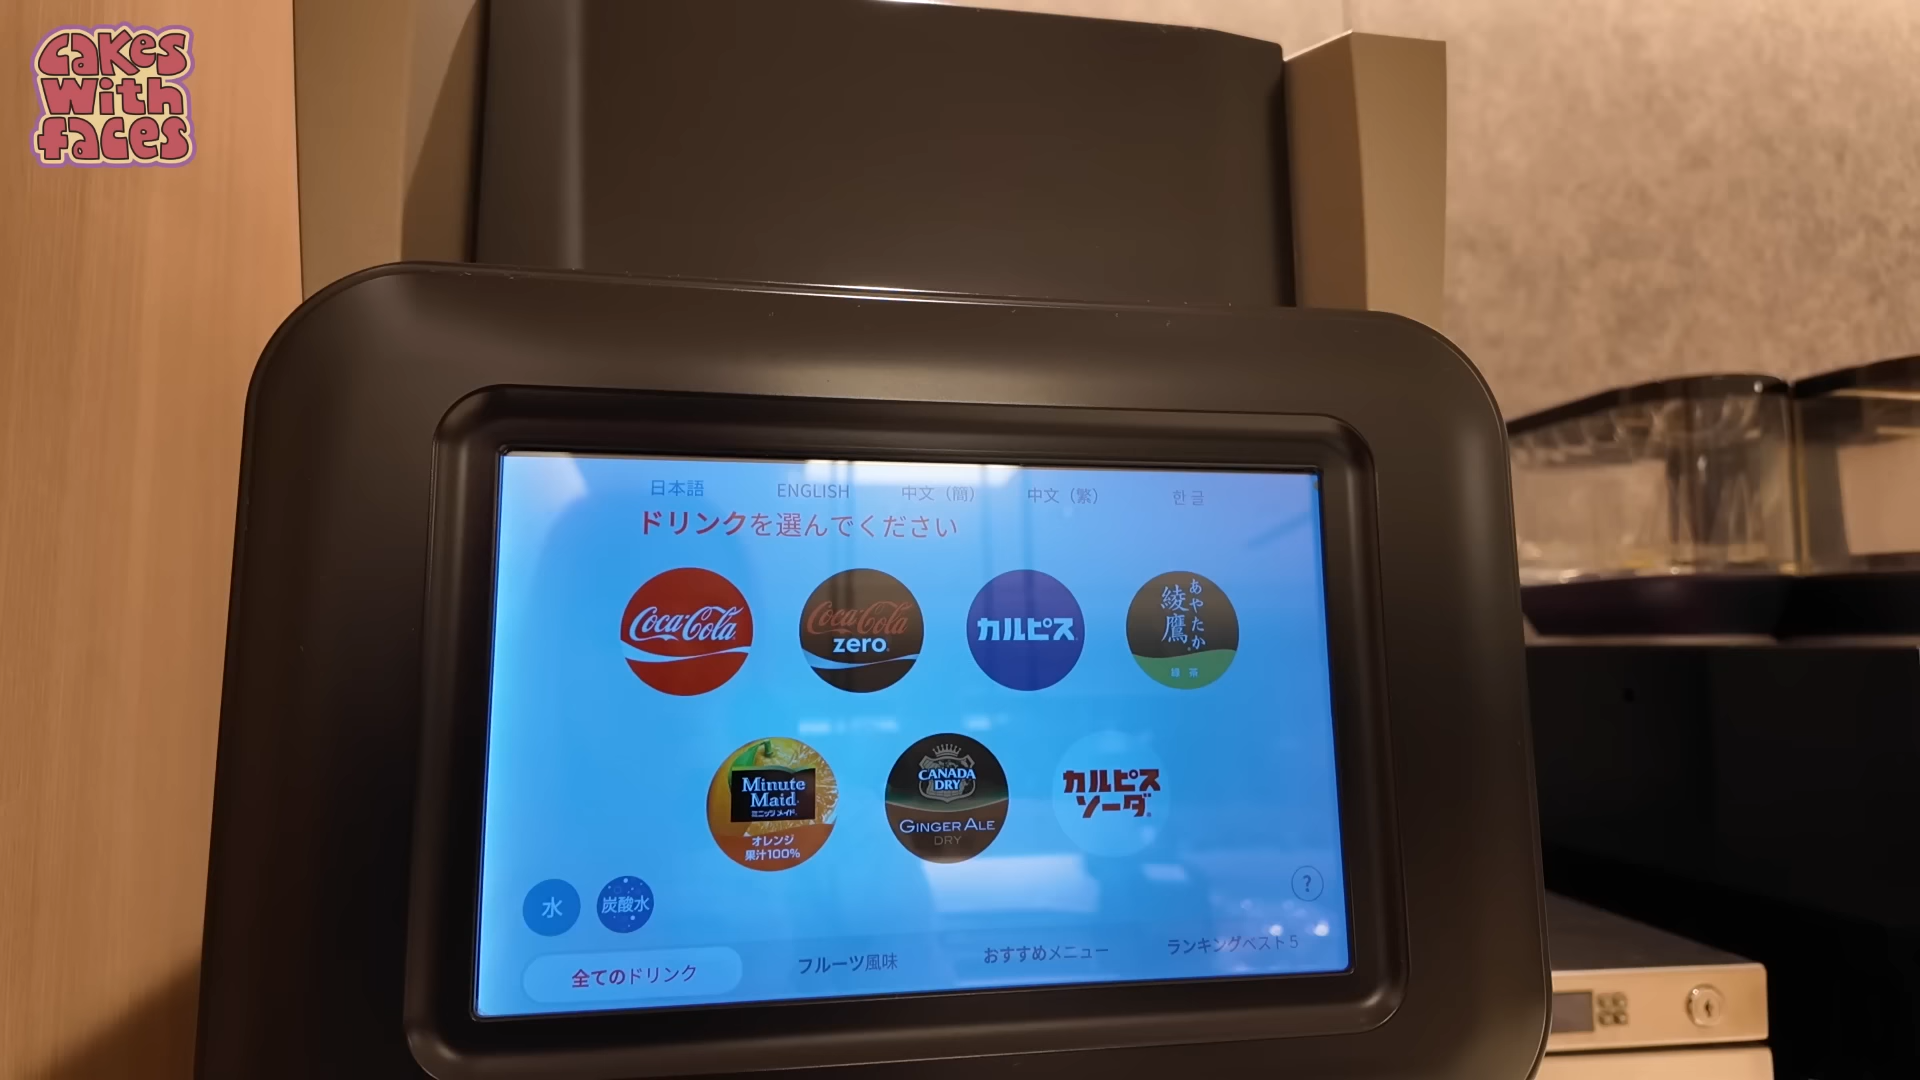 Cakes
With
faces
日本語
ENGLISH
中文（簡）
中文（繁）
한글
ドリンクを選んでください
Coca-Cola
Coca-Cola
zero
カルピス
あやたか
綾鷹
緑茶
Minute
Maid
ミニッツメイド
オレンジ
果汁100%
CANADA
DRY
GINGER ALE
DRY
カルピス
ソーダ
水
炭酸水
?
全てのドリンク
フルーツ風味
おすすめメニュー
ランキングベスト5